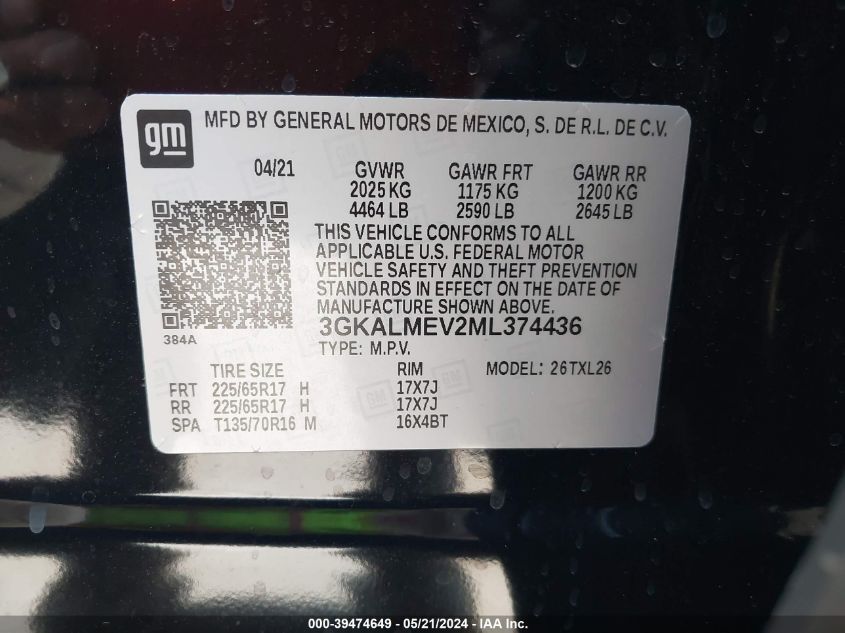 gm
MFD BY GENERAL MOTORS DE MEXICO, S. DE R.L. DE C.V.
04/21 GVWR GAWR FRT GAWR RR
2025 KG 1175 KG 1200 KG
4464 LB 2590 LB 2645 LB
THIS VEHICLE CONFORMS TO ALL
APPLICABLE U.S. FEDERAL MOTOR
VEHICLE SAFETY AND THEFT PREVENTION
STANDARDS IN EFFECT ON THE DATE OF
MANUFACTURE SHOWN ABOVE.
3GKALMEV2ML374436
384A
TYPE: M.P.V.
TIRE SIZE RIM MODEL: 26TXL26
FRT 225/65R17 H 17X7J
RR 225/65R17 H 17X7J
SPA T135/70R16 M 16X4BT
000-39474649 - 05/21/2024 - IAA Inc.